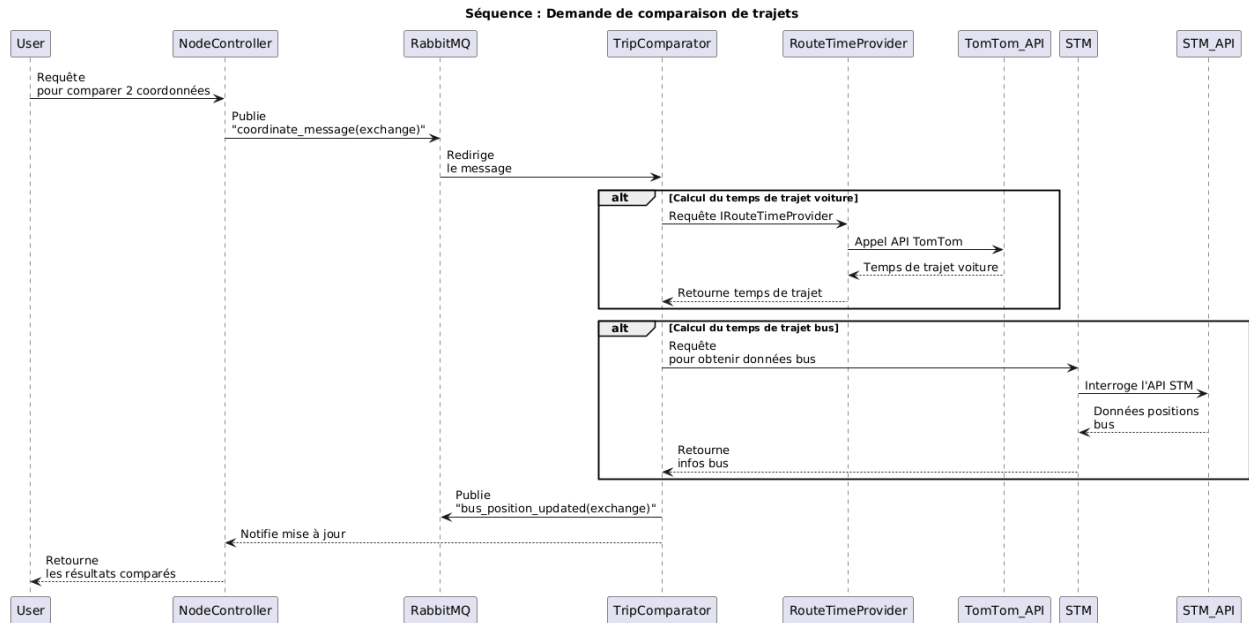 Séquence : Demande de comparaison de trajets
User NodeController RabbitMQ TripComparator RouteTimeProvider TomTom_API STM STM_API
Requête
pour comparer 2 coordonnées
Publie
"coordinate_message(exchange)"
Redirige
le message
alt [Calcul du temps de trajet voiture]
Requête IRouteTimeProvider
Appel API TomTom
Temps de trajet voiture
Retourne temps de trajet
alt [Calcul du temps de trajet bus]
Requête
pour obtenir données bus
Interroge l'API STM
Données positions
bus
Retourne
infos bus
Publie
"bus_position_updated(exchange)"
Notifie mise à jour
Retourne
les résultats comparés
User NodeController RabbitMQ TripComparator RouteTimeProvider TomTom_API STM STM_API